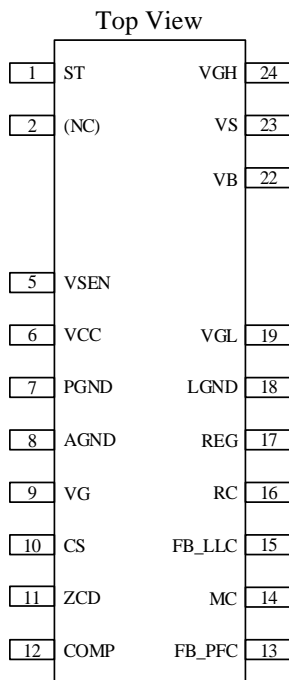 Top View
1 ST VGH 24
2 (NC) VS 23
VB 22
5 VSEN
6 VCC VGL 19
7 PGND LGND 18
8 AGND REG 17
9 VG RC 16
10 CS FB_LLC 15
11 ZCD MC 14
12 COMP FB_PFC 13